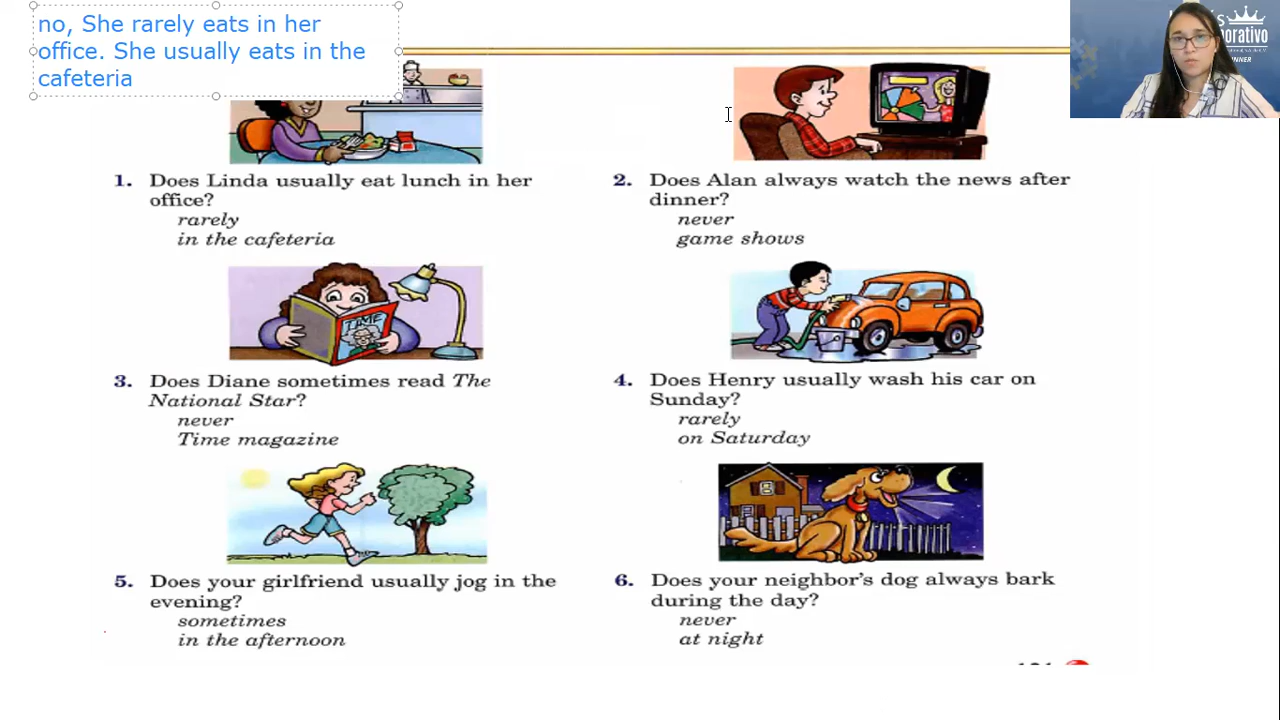 no, She rarely eats in her
office. She usually eats in the
cafeteria
1. Does Linda usually eat lunch in her
office?
rarely
in the cafeteria
2. Does Alan always watch the news after
dinner?
never
game shows
TIME
3. Does Diane sometimes read The
National Star?
never
Time magazine
4. Does Henry usually wash his car on
Sunday?
rarely
on Saturday
5. Does your girlfriend usually jog in the
evening?
sometimes
in the afternoon
6. Does your neighbor's dog always bark
during the day?
never
at night